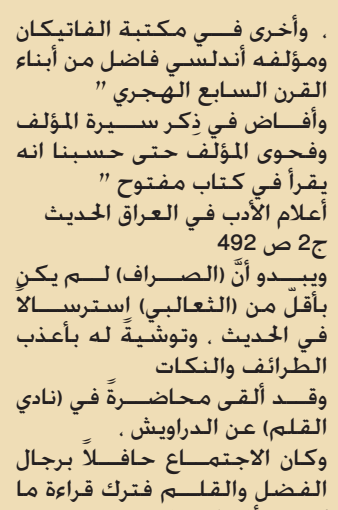 ، وأخرى في مكتبة الفاتيكان
ومؤلفه أندلسي فاضل من أبناء
القرن السابع الهجري ”
وأفاض في ذِكر سيرة المؤلف
وفحوى المؤلَّف حتى حسبنا انه
يقرأ في كتاب مفتوح ”
أعلام الأدب في العراق الحديث
ج2 ص 492
ويبدو أنَّ (الصراف) لم يكن
بأقلّ من (الثعالبي) إسترسالاً
في الحديث ، وتوشيةً له بأعذب
الطرائف والنكات
وقد ألقى محاضرةً في (نادي
القلم) عن الدراويش ،
وكان الاجتماع حافلاً برجال
الفضل والقلم فترك قراءة ما